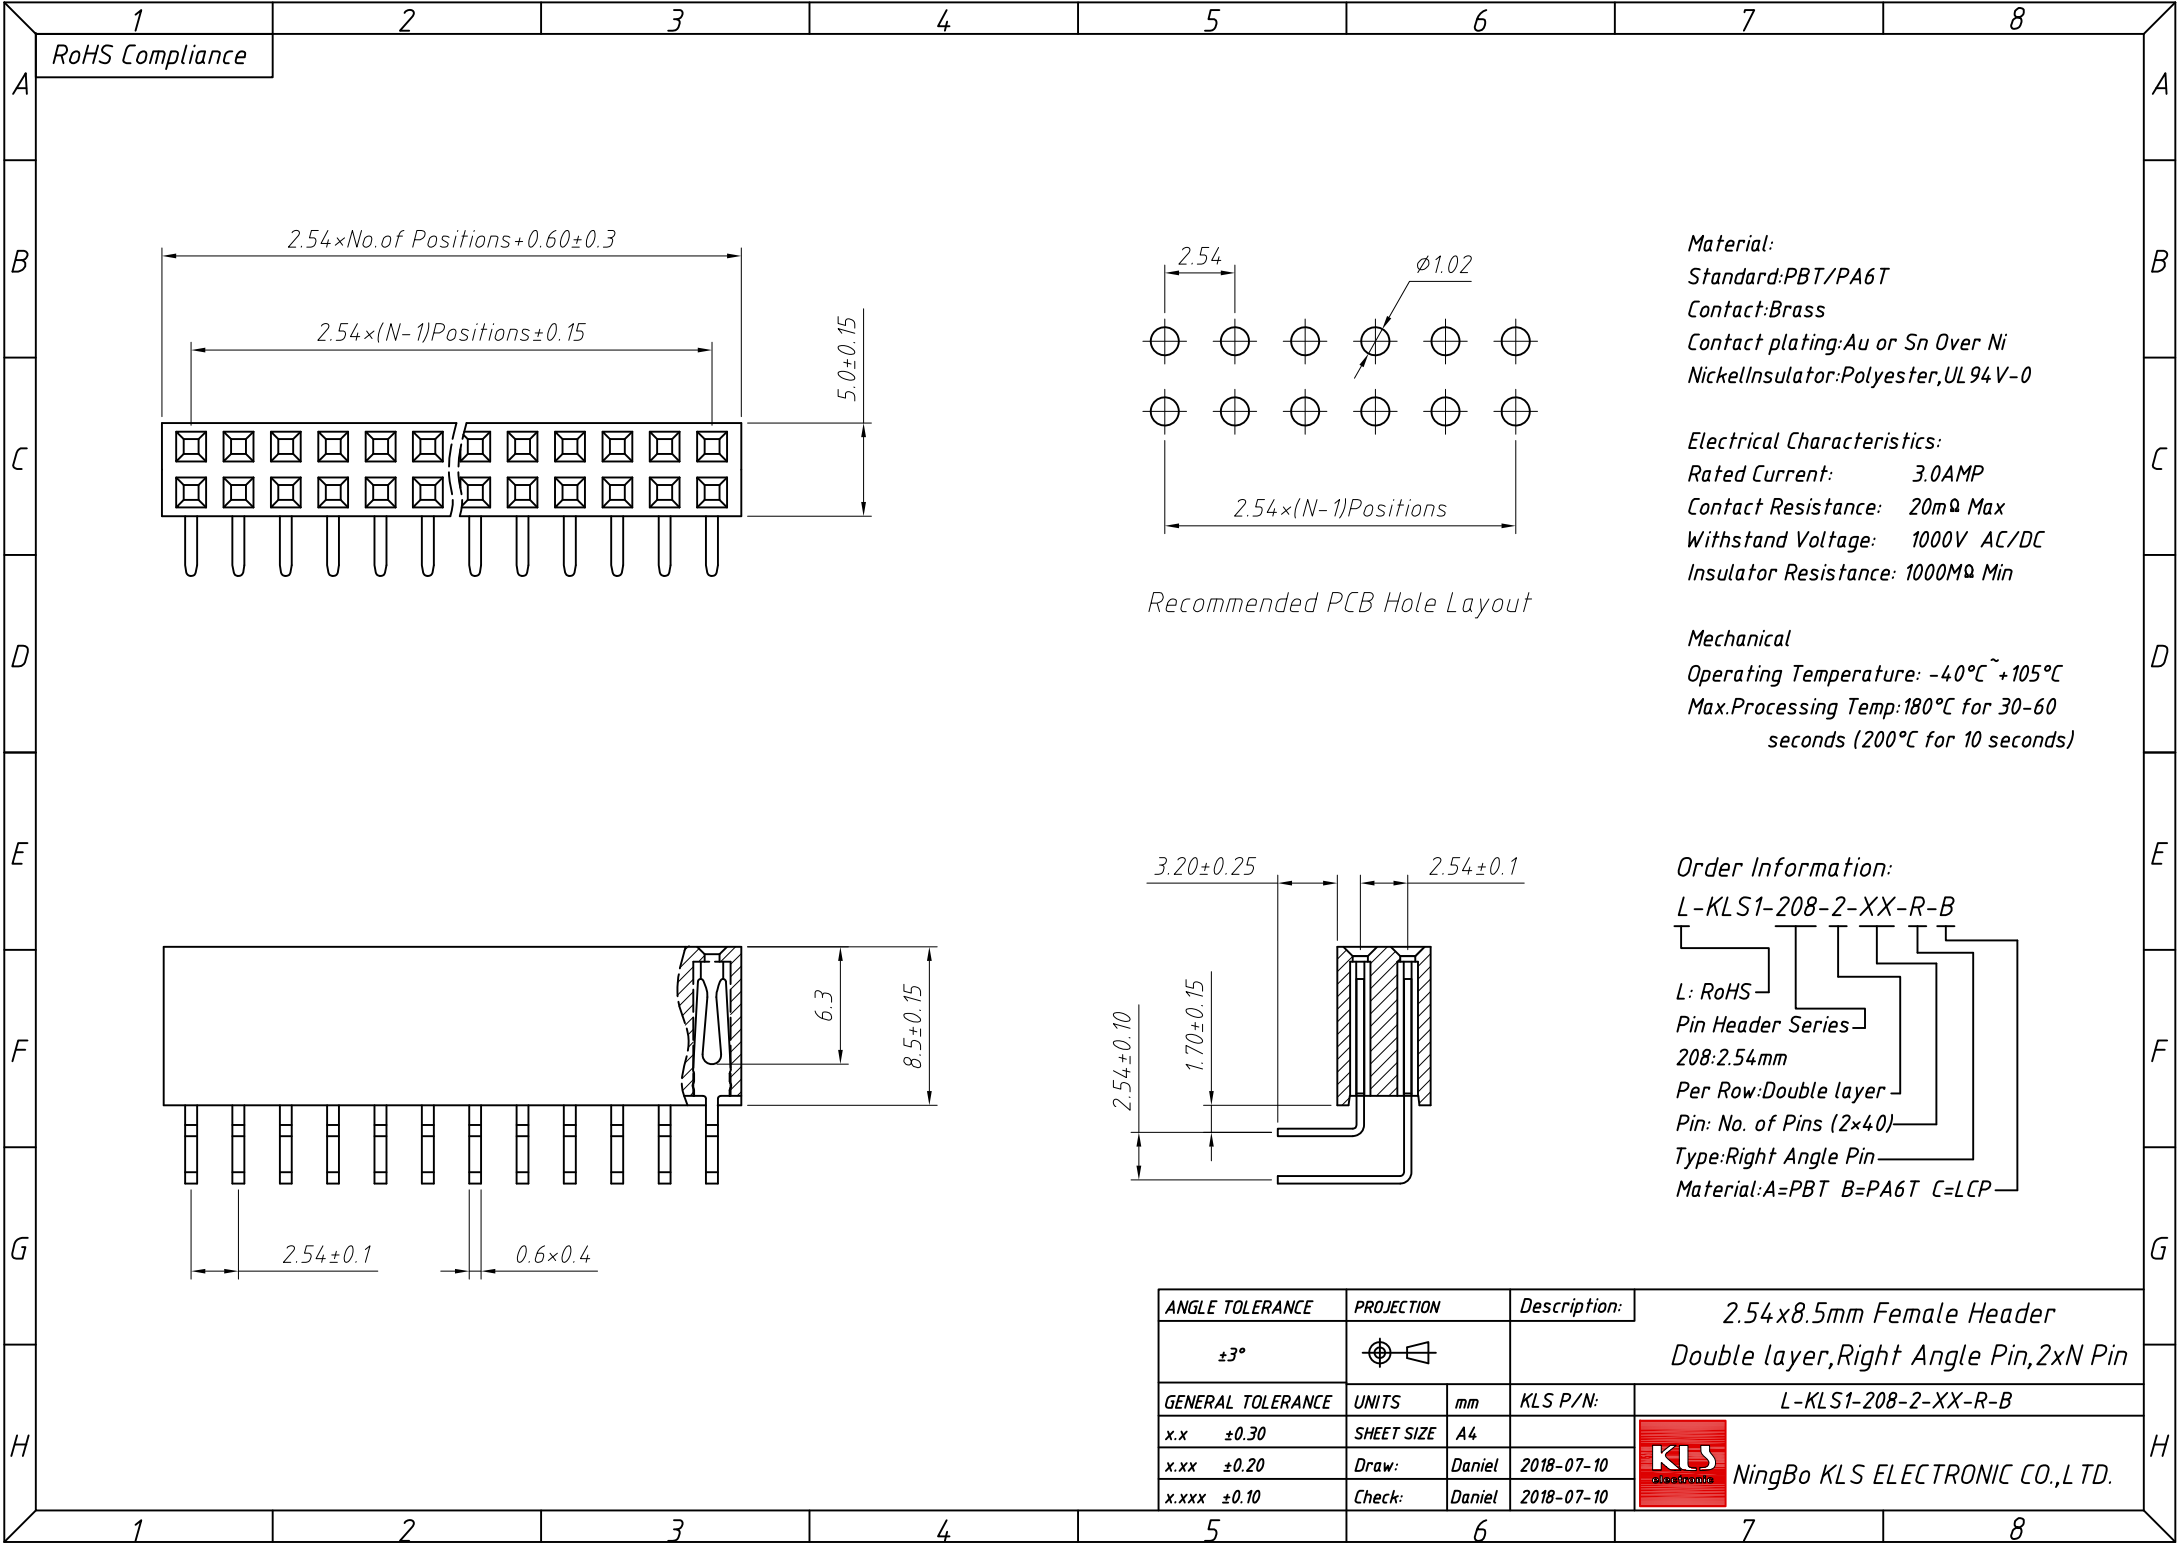 1 2 3 4 5 6 7 8
A B C D E F G H
RoHS Compliance
2.54×No.of Positions+0.60±0.3
2.54×(N-1)Positions±0.15
5.0±0.15
2.54
Ø1.02
2.54×(N-1)Positions
Recommended PCB Hole Layout
Material:
Standard:PBT/PA6T
Contact:Brass
Contact plating:Au or Sn Over Ni
NickelInsulator:Polyester,UL94V-0
Electrical Characteristics:
Rated Current: 3.0AMP
Contact Resistance: 20mΩ Max
Withstand Voltage: 1000V AC/DC
Insulator Resistance: 1000MΩ Min
Mechanical
Operating Temperature: -40°C~+105°C
Max.Processing Temp:180°C for 30-60
seconds (200°C for 10 seconds)
6.3
8.5±0.15
2.54±0.1
0.6×0.4
3.20±0.25
2.54±0.1
1.70±0.15
2.54±0.10
Order Information:
L-KLS1-208-2-XX-R-B
L: RoHS
Pin Header Series
208:2.54mm
Per Row:Double layer
Pin: No. of Pins (2×40)
Type:Right Angle Pin
Material:A=PBT B=PA6T C=LCP
ANGLE TOLERANCE PROJECTION Description:
2.54x8.5mm Female Header
±3°
Double layer,Right Angle Pin,2xN Pin
GENERAL TOLERANCE UNITS mm KLS P/N: L-KLS1-208-2-XX-R-B
x.x ±0.30 SHEET SIZE A4
x.xx ±0.20 Draw: Daniel 2018-07-10
x.xxx ±0.10 Check: Daniel 2018-07-10
KLS
electronic
NingBo KLS ELECTRONIC CO.,LTD.
A B C D E F G H
1 2 3 4 5 6 7 8